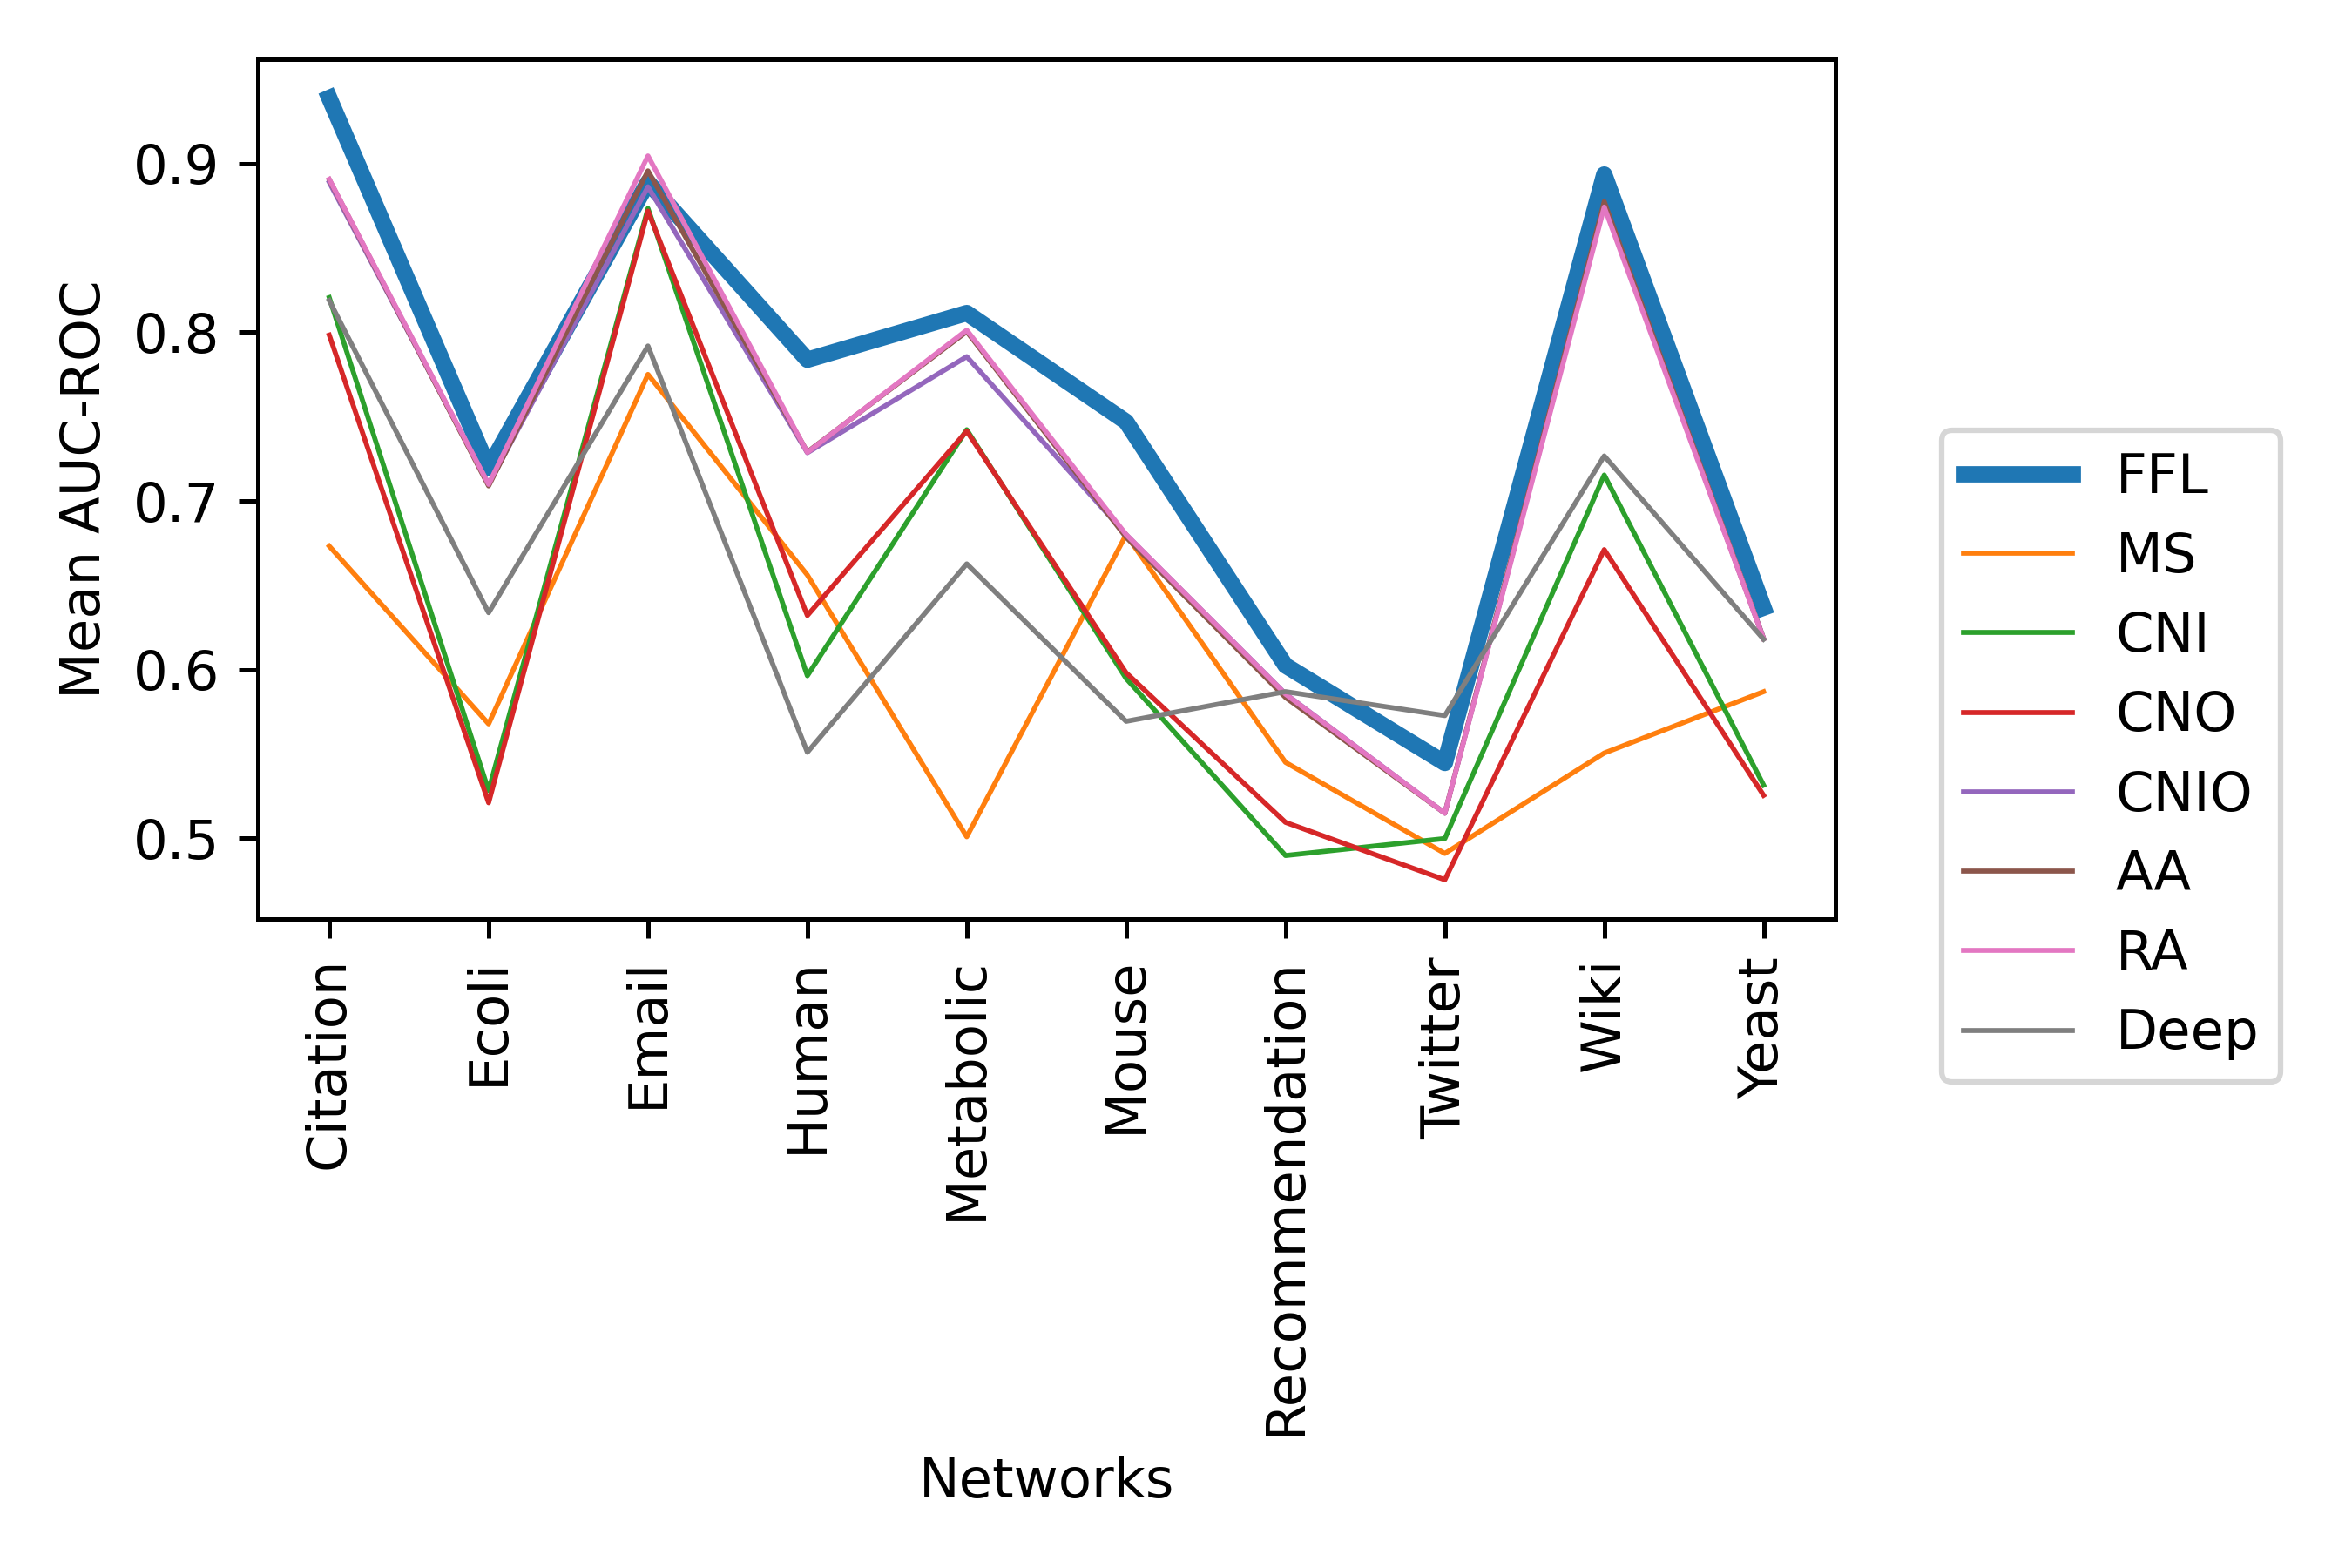 Mean AUC-ROC
0.9
0.8
0.7
0.6
0.5
Citation
Ecoli
Email
Human
Metabolic
Mouse
Recommendation
Twitter
Wiki
Yeast
Networks
FFL
MS
CNI
CNO
CNIO
AA
RA
Deep